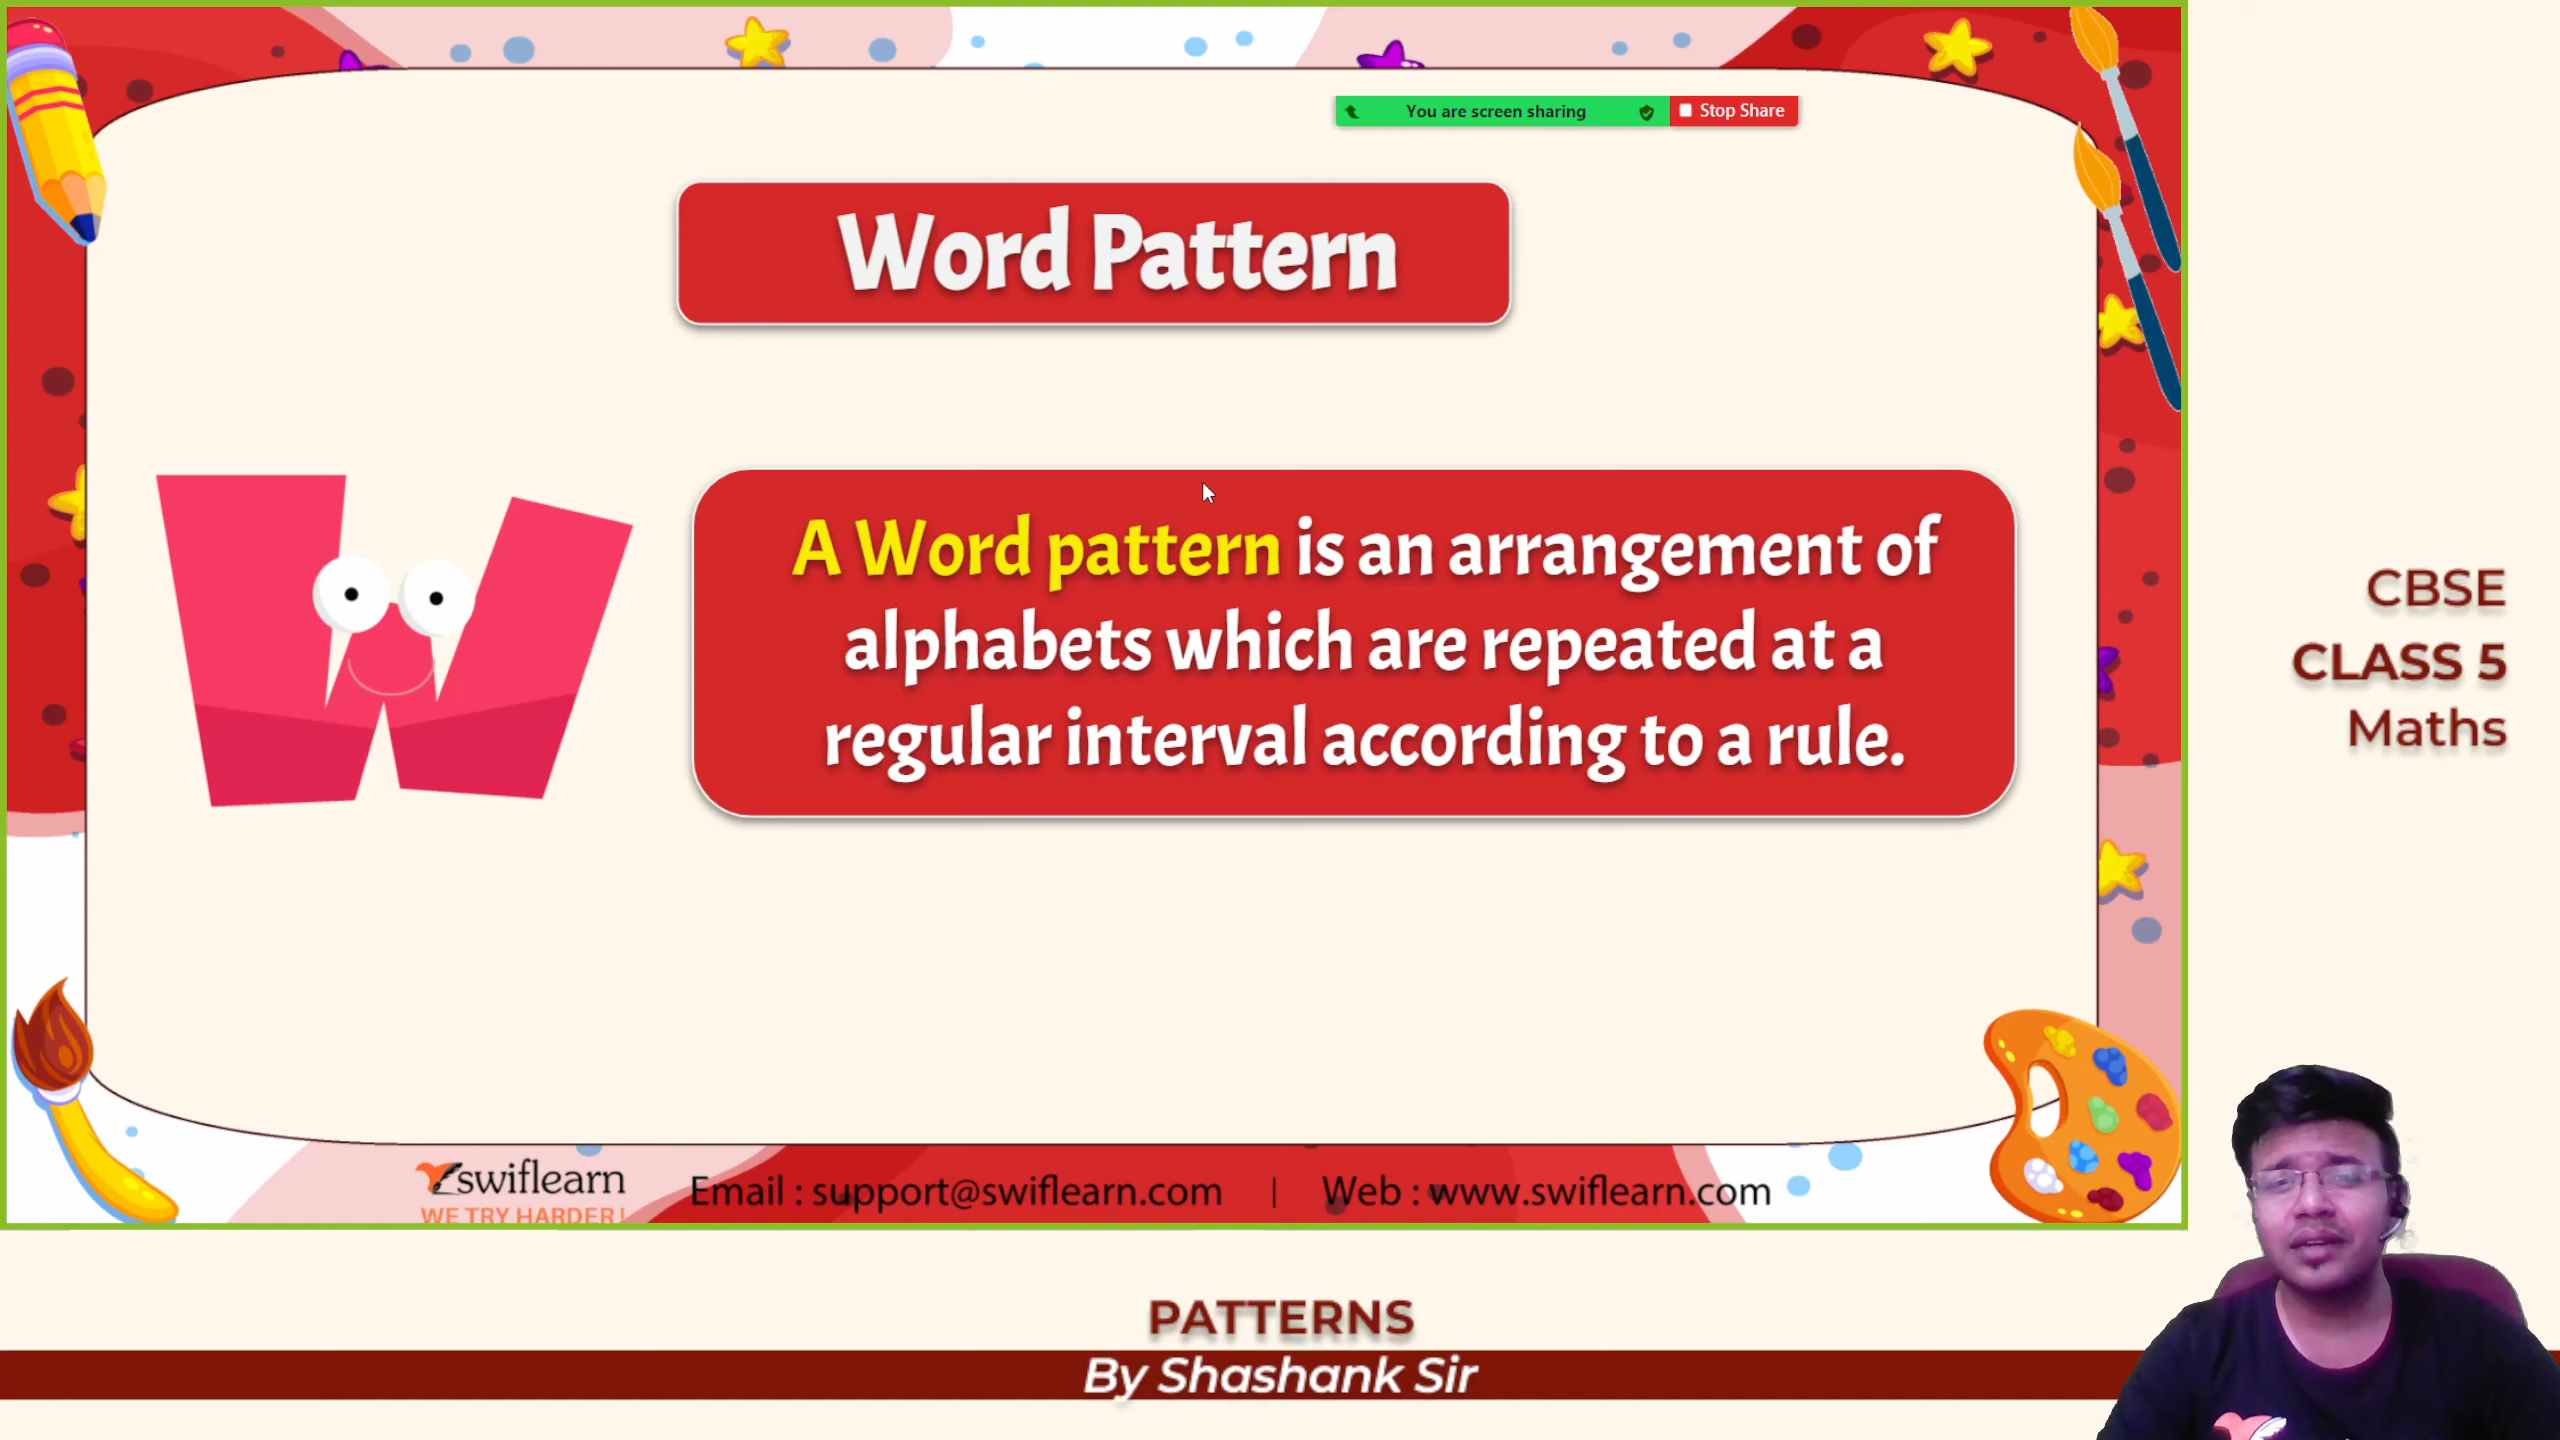 You are screen sharing
Stop Share
Word Pattern
A Word pattern is an arrangement of
alphabets which are repeated at a
regular interval according to a rule.
CBSE
CLASS 5
Maths
swiflearn
WE TRY HARDER!
Email : support@swiflearn.com | Web : www.swiflearn.com
PATTERNS
By Shashank Sir